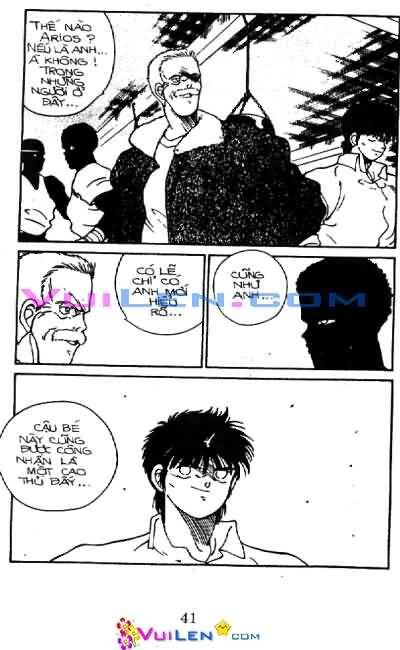 THẾ NÀO
ARIOS?
NẾU LÀ ANH...
À KHÔNG!
TRONG
NHỮNG
NGƯỜI Ở
ĐÂY...
CÓ LẼ,
CHỈ CÓ
ANH MỚI
HIỂU
RÕ...
CŨNG
NHƯ
ANH...
VUILEN.COM
CẬU BÉ
NÀY CŨNG
ĐƯỢC CÔNG
NHẬN LÀ
MỘT CAO
THỦ ĐẤY...
41
VUILEN.COM